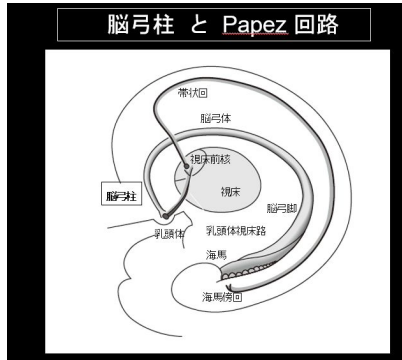 脳弓柱 と Papez 回路
帯状回
脳弓体
視床前核
視床
脳弓柱
脳弓脚
乳頭体
乳頭体視床路
海馬
海馬傍回